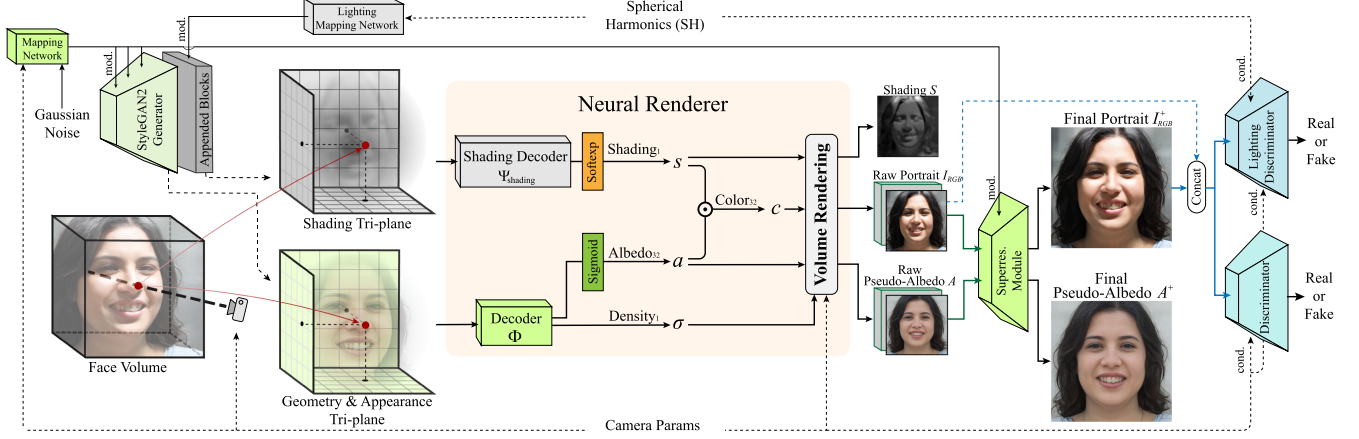 Spherical
Harmonics (SH)
Lighting
Mapping Network
mod.
Mapping
Network
mod.
StyleGAN2
Generator
Appended Blocks
Gaussian
Noise
Face Volume
Shading Tri-plane
Geometry & Appearance
Tri-plane
Neural Renderer
Shading Decoder
Ψshading
Softexp
Shading1
s
Color32
c
Sigmoid
Albedo32
a
Decoder
Φ
Density1
σ
Volume Rendering
Shading S
Raw Portrait IRGB
Raw
Pseudo-Albedo A
mod.
Superres.
Module
Final Portrait I+RGB
Final
Pseudo-Albedo A+
Concat
cond.
Lighting
Discriminator
Real
or
Fake
cond.
Discriminator
Real
or
Fake
cond.
Camera Params